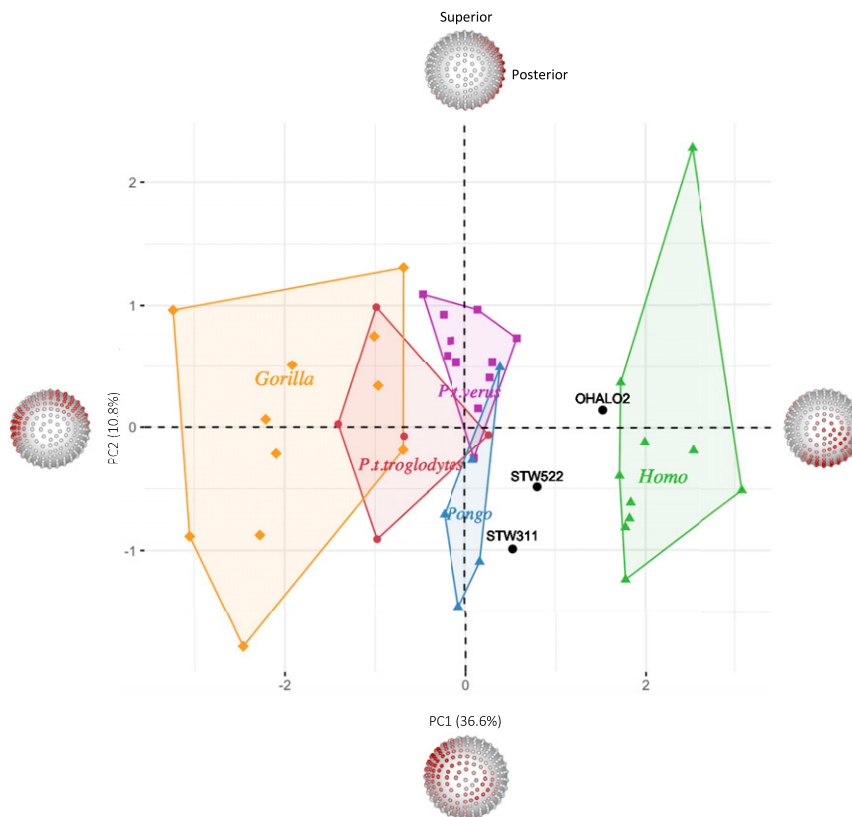 Superior
Posterior
2
1
0
-1
PC2 (10.8%)
Gorilla
P.t.verus
P.t.troglodytes
Pongo
OHALO2
STW522
STW311
Homo
-2
0
2
PC1 (36.6%)